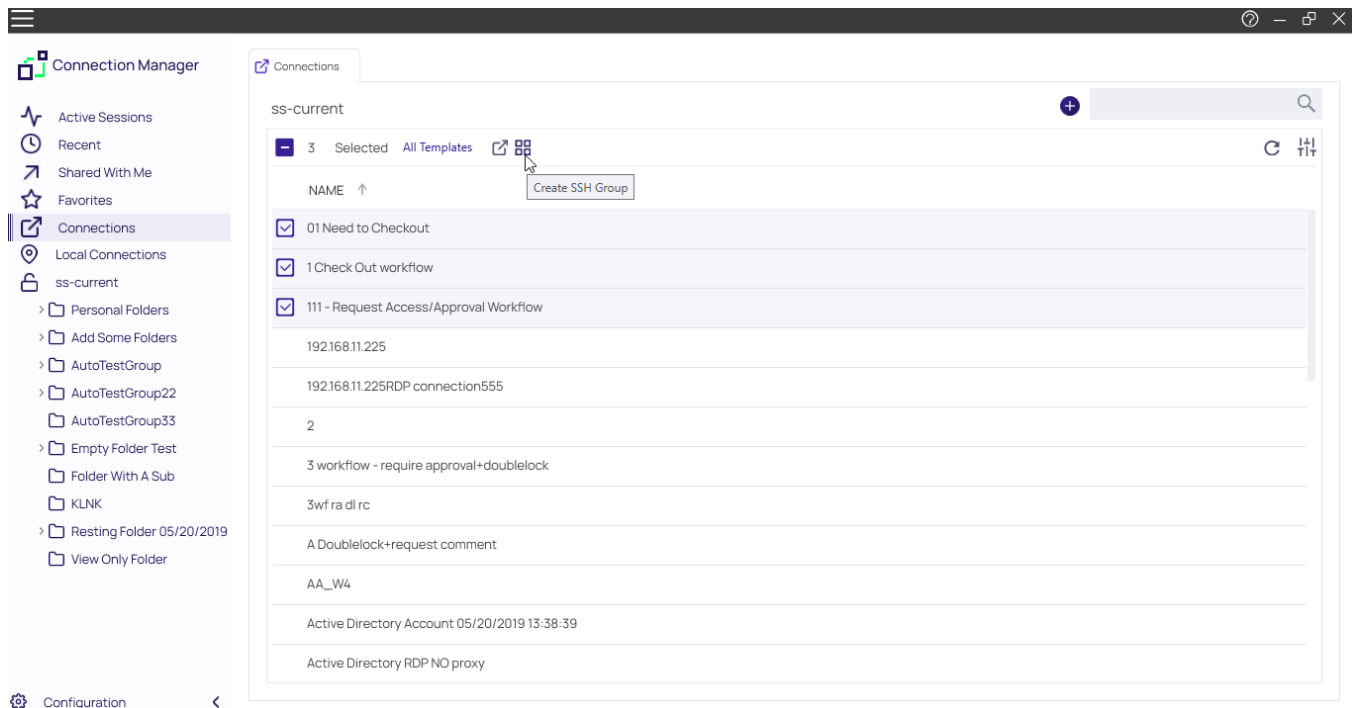 Connection Manager
Active Sessions
Recent
Shared With Me
Favorites
Connections
Local Connections
ss-current
Personal Folders
Add Some Folders
AutoTestGroup
AutoTestGroup22
AutoTestGroup33
Empty Folder Test
Folder With A Sub
KLNK
Resting Folder 05/20/2019
View Only Folder
Configuration
Connections
ss-current
3 Selected All Templates
Create SSH Group
NAME
01 Need to Checkout
1 Check Out workflow
111 - Request Access/Approval Workflow
192.168.11.225
192.168.11.225RDP connection555
2
3 workflow - require approval+doublelock
3wf ra dl rc
A Doublelock+request comment
AA_W4
Active Directory Account 05/20/2019 13:38:39
Active Directory RDP NO proxy